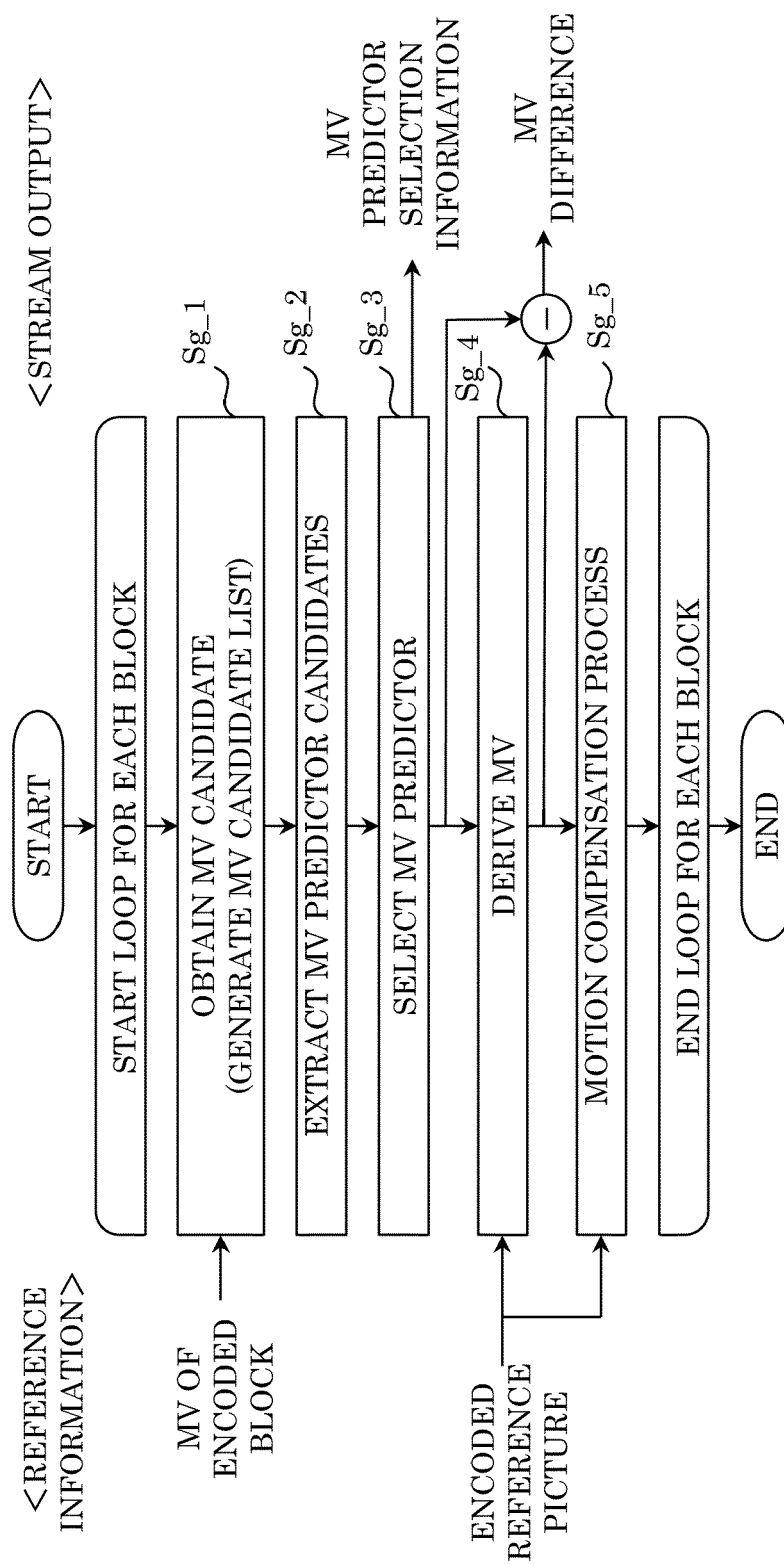 <REFERENCE
INFORMATION>
<STREAM OUTPUT>
START
START LOOP FOR EACH BLOCK
MV OF
ENCODED
BLOCK
OBTAIN MV CANDIDATE
(GENERATE MV CANDIDATE LIST)
Sg_1
EXTRACT MV PREDICTOR CANDIDATES
Sg_2
SELECT MV PREDICTOR
Sg_3
MV
PREDICTOR
SELECTION
INFORMATION
ENCODED
REFERENCE
PICTURE
DERIVE MV
Sg_4
−
MV
DIFFERENCE
MOTION COMPENSATION PROCESS
Sg_5
END LOOP FOR EACH BLOCK
END